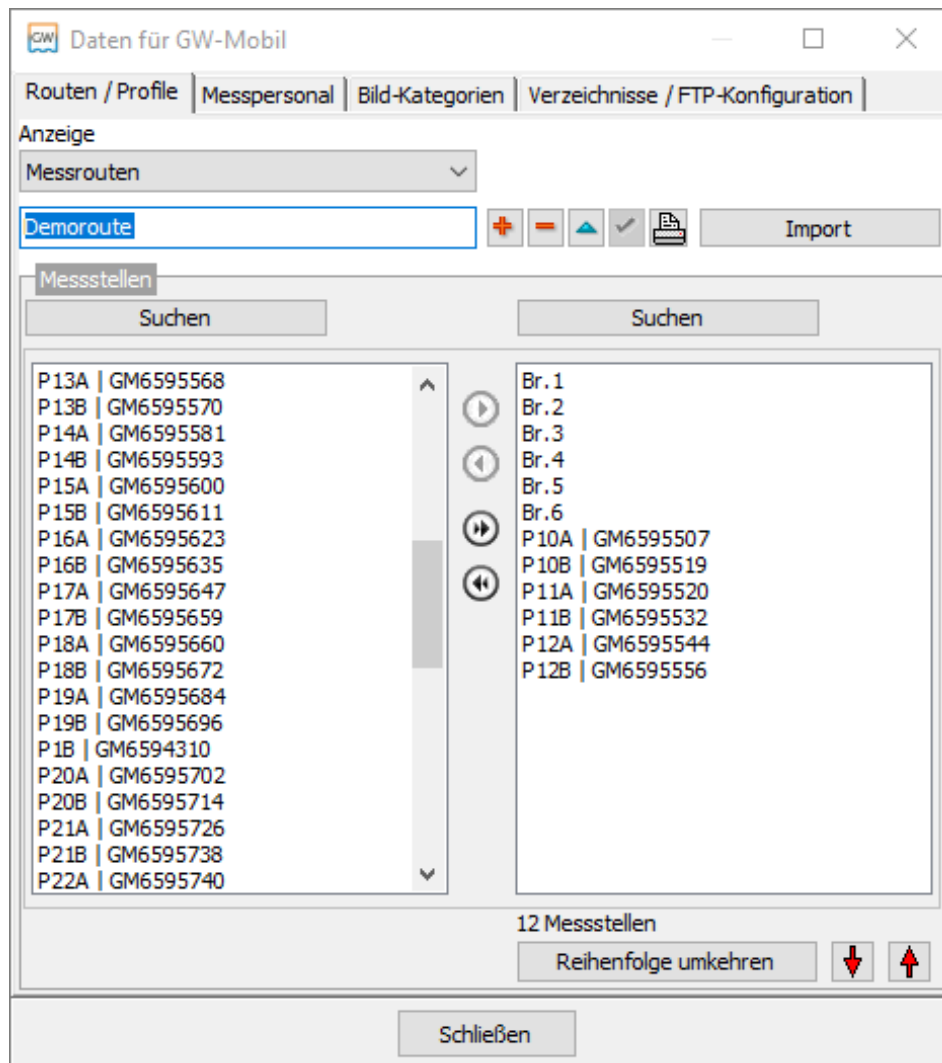 GW Daten für GW-Mobil
Routen / Profile Messpersonal Bild-Kategorien Verzeichnisse / FTP-Konfiguration
Anzeige
Messrouten
Demoroute Import
Messstellen
Suchen Suchen
P13A | GM6595568
P13B | GM6595570
P14A | GM6595581
P14B | GM6595593
P15A | GM6595600
P15B | GM6595611
P16A | GM6595623
P16B | GM6595635
P17A | GM6595647
P17B | GM6595659
P18A | GM6595660
P18B | GM6595672
P19A | GM6595684
P19B | GM6595696
P1B | GM6594310
P20A | GM6595702
P20B | GM6595714
P21A | GM6595726
P21B | GM6595738
P22A | GM6595740
Br.1
Br.2
Br.3
Br.4
Br.5
Br.6
P10A | GM6595507
P10B | GM6595519
P11A | GM6595520
P11B | GM6595532
P12A | GM6595544
P12B | GM6595556
12 Messstellen
Reihenfolge umkehren
Schließen